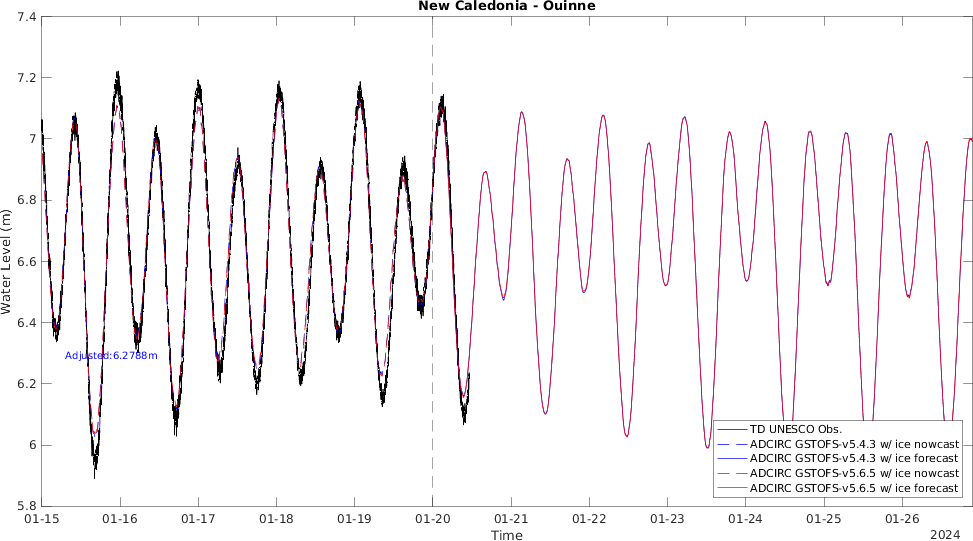 New Caledonia - Ouinne
7.4
7.2
7
6.8
6.6
6.4
6.2
6
5.8
Water Level (m)
Adjusted:6.2788m
TD UNESCO Obs.
ADCIRC GSTOFS-v5.4.3 w/ ice nowcast
ADCIRC GSTOFS-v5.4.3 w/ ice forecast
ADCIRC GSTOFS-v5.6.5 w/ ice nowcast
ADCIRC GSTOFS-v5.6.5 w/ ice forecast
01-15 01-16 01-17 01-18 01-19 01-20 01-21 01-22 01-23 01-24 01-25 01-26
Time
2024